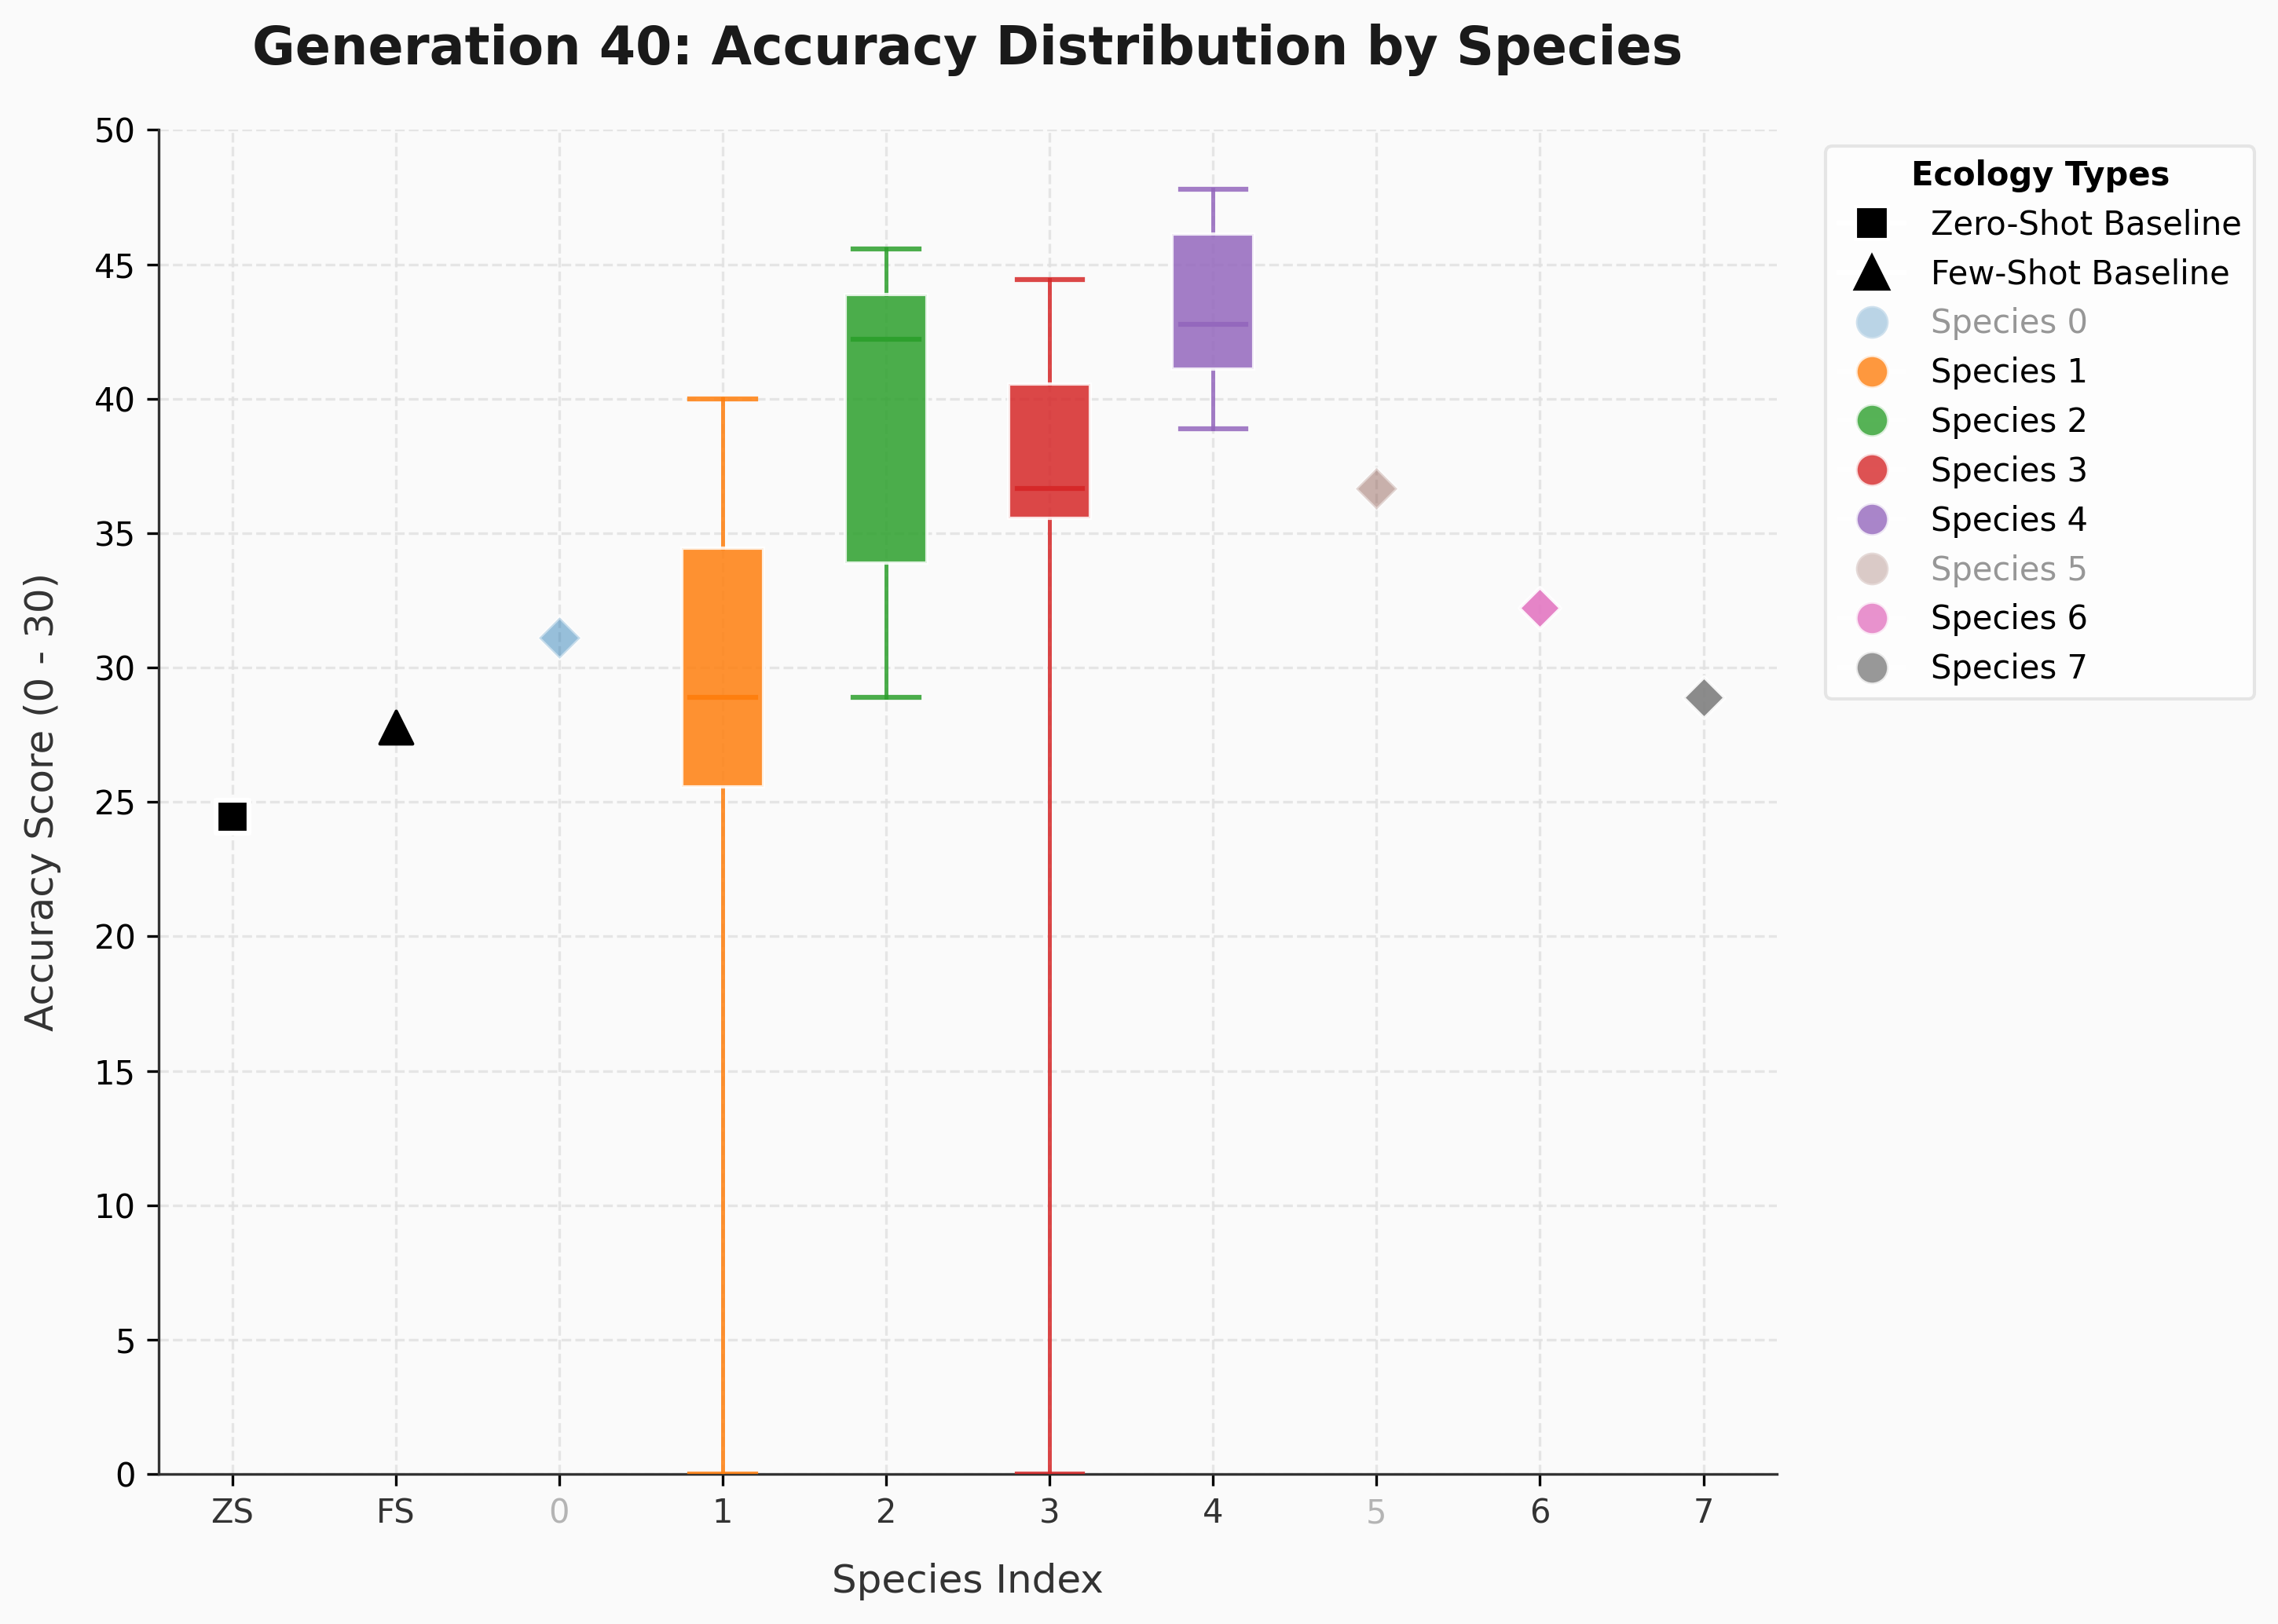 Generation 40: Accuracy Distribution by Species
50
45
40
35
30
25
20
15
10
5
0
Accuracy Score (0 - 30)
ZS FS 0 1 2 3 4 5 6 7
Species Index
Ecology Types
Zero-Shot Baseline
Few-Shot Baseline
Species 0
Species 1
Species 2
Species 3
Species 4
Species 5
Species 6
Species 7